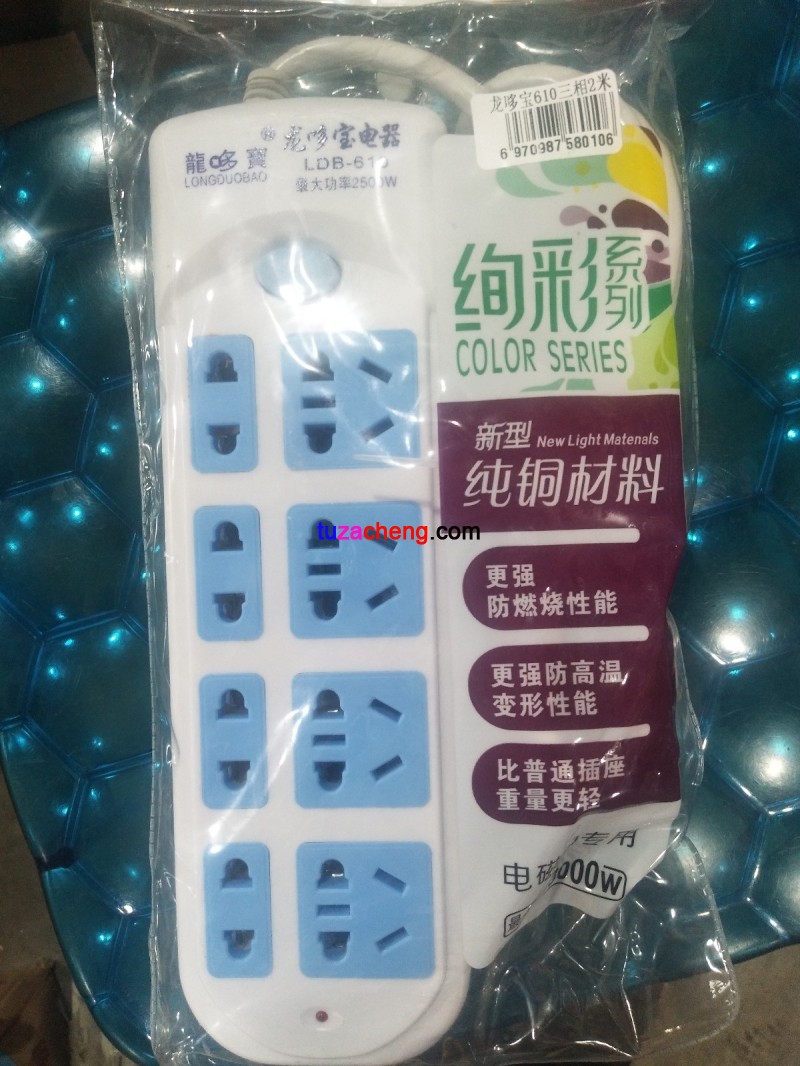 龙哆宝610三相2米
6 970987 580106
龍哆寳
LONGDUOBAO
龙哆宝电器
LDB-610
最大功率2500W
绚彩系列
COLOR SERIES
新型 New Light Matenals
纯铜材料
tuzacheng.com
更强
防燃烧性能
更强防高温
变形性能
比普通插座
重量更轻
专用
电磁
000W